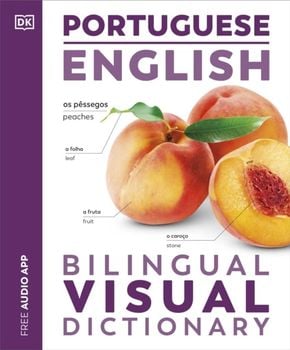 DK
PORTUGUESE
ENGLISH
os pêssegos
peaches
a folha
leaf
a fruta
fruit
o caroço
stone
BILINGUAL
VISUAL
DICTIONARY
FREE AUDIO APP